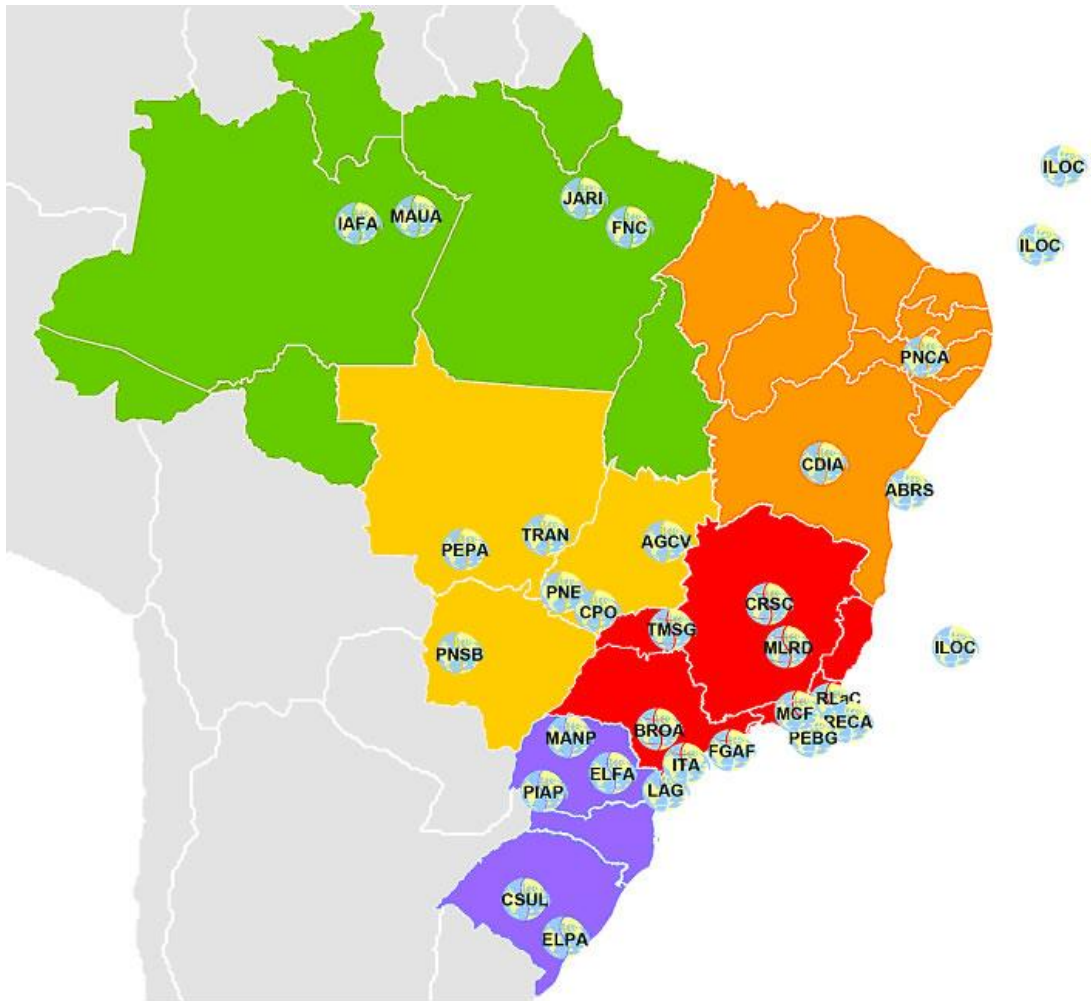 ILOC
JARI
IAFA
MAUA
FNC
ILOC
PNCA
CDIA
ABRS
TRAN
AGCV
PEPA
PNE
CRSC
CPO
TMSG
MLRD
ILOC
PNSB
RLaC
MCF
RECA
BROA
MANP
PEBG
FGAF
ITA
ELFA
PIAP
LAG
CSUL
ELPA